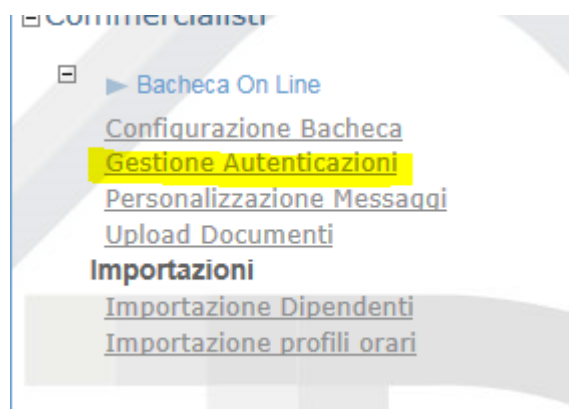 Commercialisti
Bacheca On Line
Configurazione Bacheca
Gestione Autenticazioni
Personalizzazione Messaggi
Upload Documenti
Importazioni
Importazione Dipendenti
Importazione profili orari